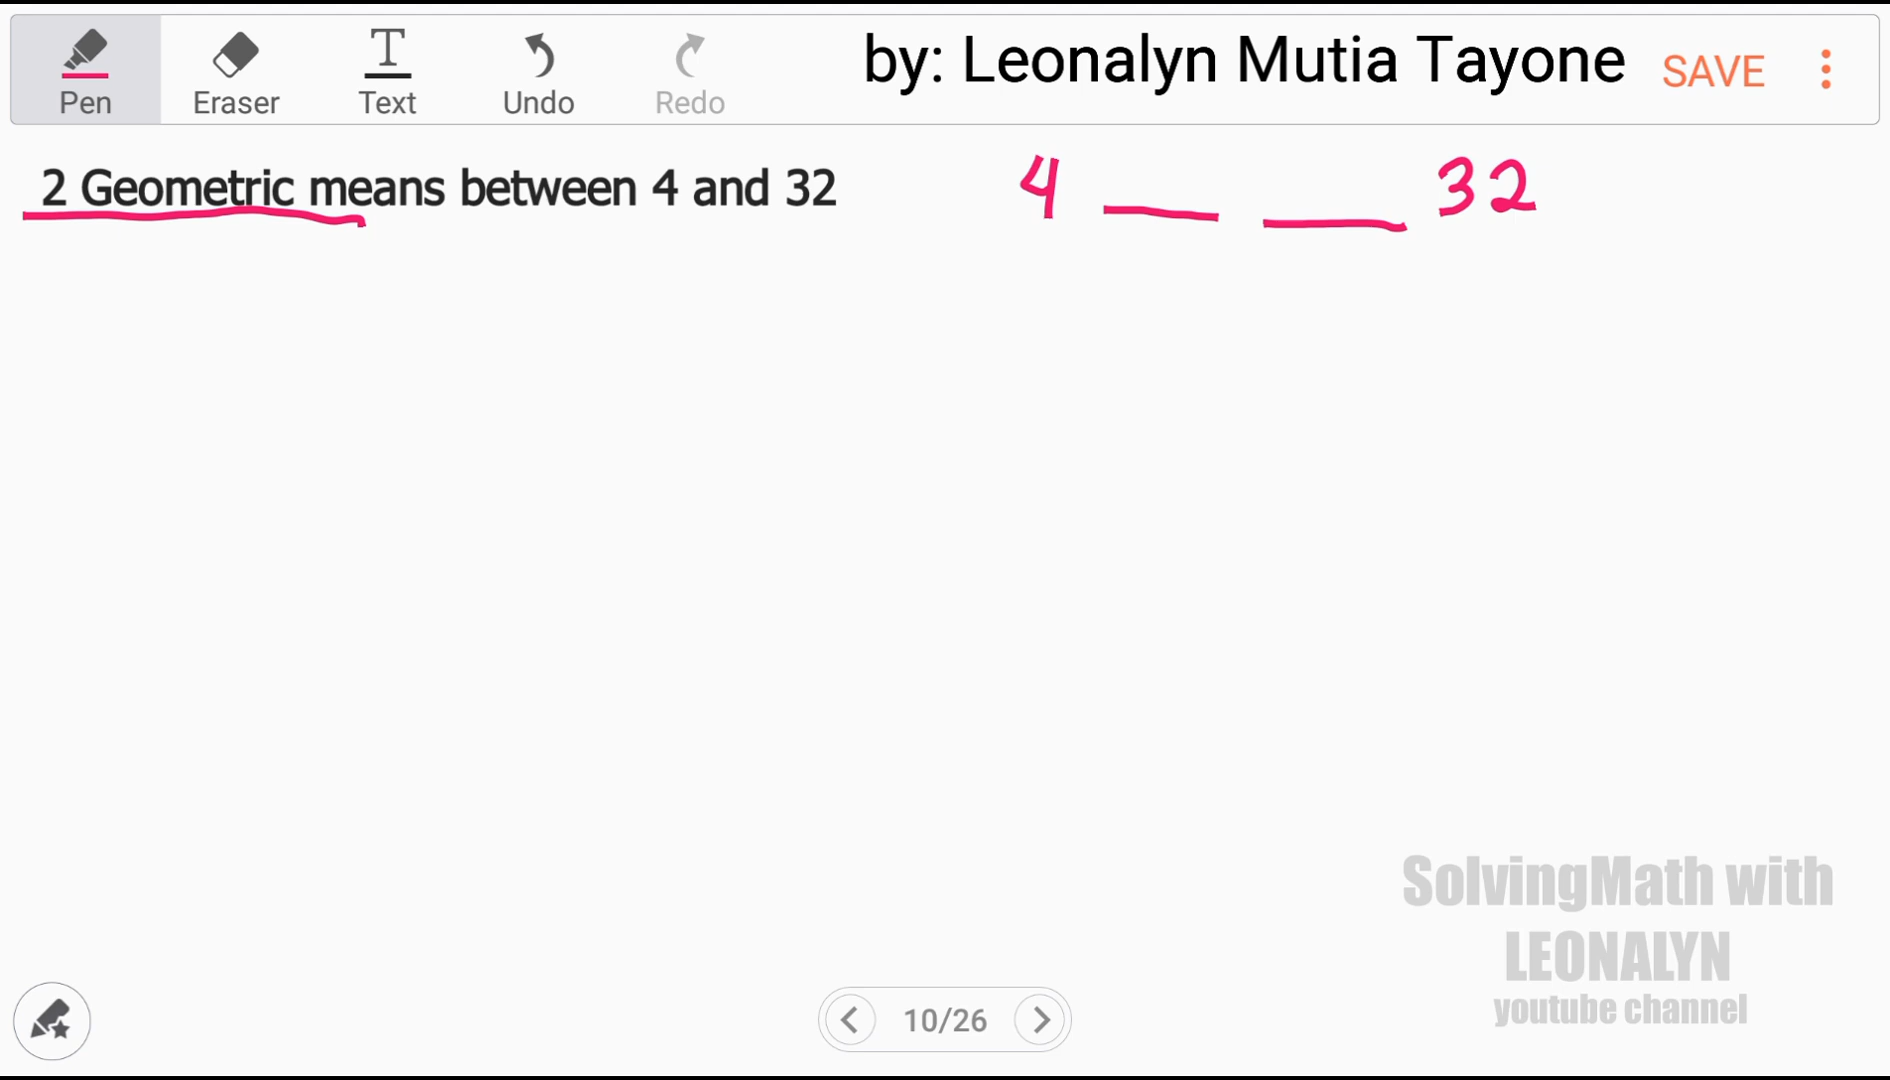 by: Leonalyn Mutia Tayone
Pen Eraser Text Undo Redo SAVE
2 Geometric means between 4 and 32
4 __ __ 32
SolvingMath with
LEONALYN
youtube channel
10/26